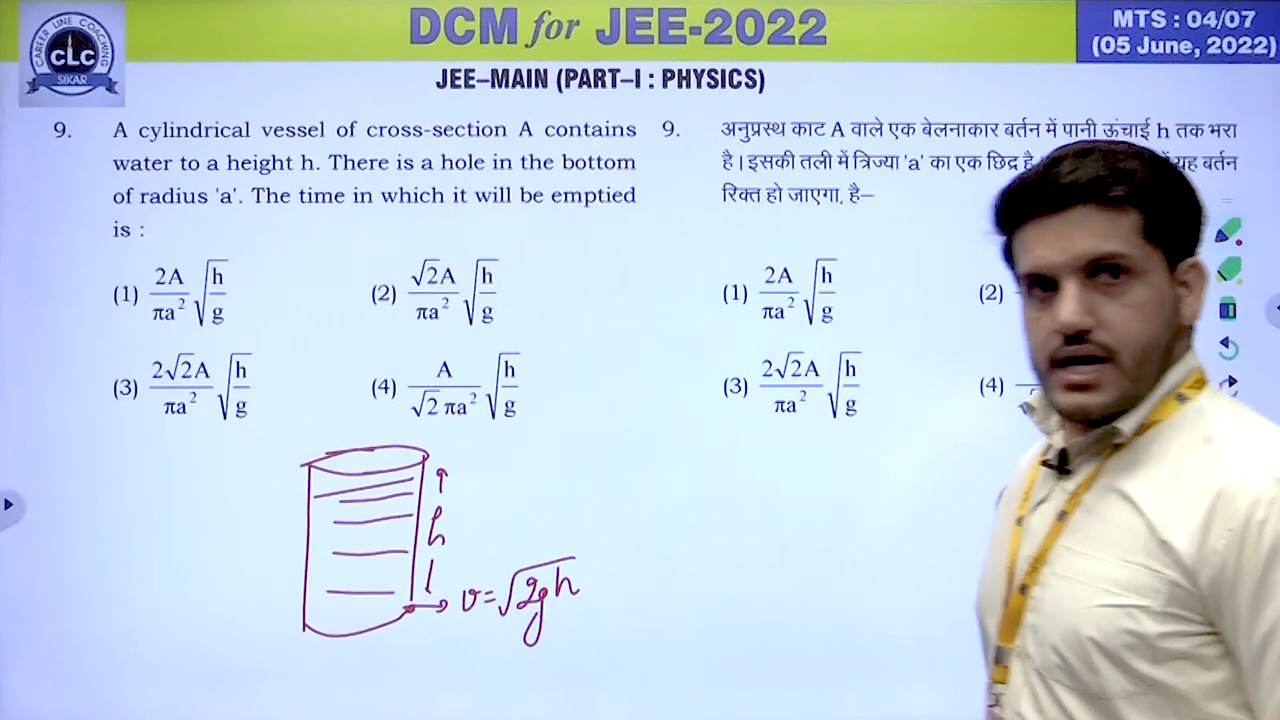 CAREER LINE COACHING
CLC
SIKAR
DCM for JEE-2022
MTS : 04/07
(05 June, 2022)
JEE–MAIN (PART–I : PHYSICS)
9. A cylindrical vessel of cross-section A contains
water to a height h. There is a hole in the bottom
of radius 'a'. The time in which it will be emptied
is :
(1) 2A/πa² √(h/g) (2) √2A/πa² √(h/g)
(3) 2√2A/πa² √(h/g) (4) A/√2πa² √(h/g)
9. अनुप्रस्थ काट A वाले एक बेलनाकार बर्तन में पानी ऊंचाई h तक भरा
है। इसकी तली में त्रिज्या 'a' का एक छिद्र है यह बर्तन
रिक्त हो जाएगा, है–
(1) 2A/πa² √(h/g) (2)
(3) 2√2A/πa² √(h/g) (4)
h
v=√2gh